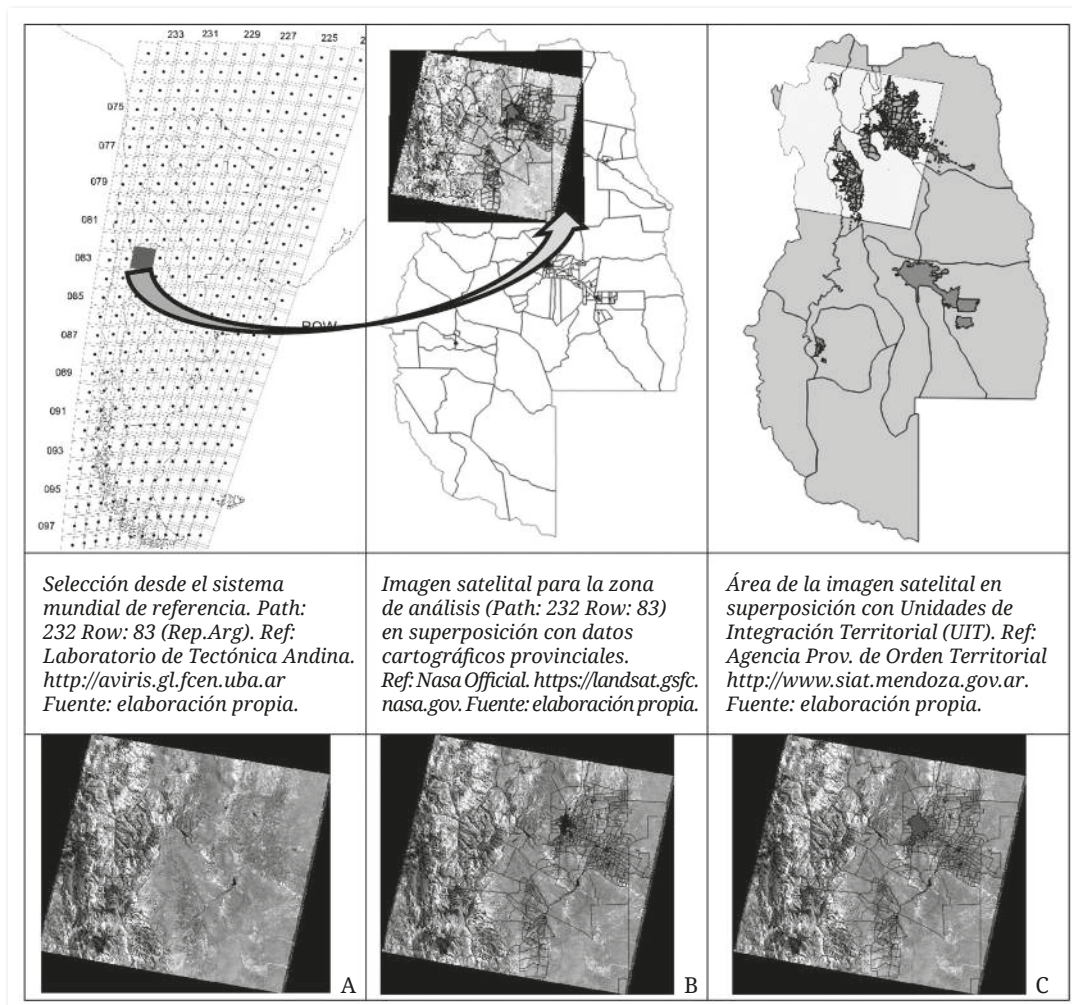 233 231 229 227 225 2
075
077
079
081
083
085
ROW
087
089
091
093
095
097
Selección desde el sistema
mundial de referencia. Path:
232 Row: 83 (Rep.Arg). Ref:
Laboratorio de Tectónica Andina.
http://aviris.gl.fcen.uba.ar
Fuente: elaboración propia.
Imagen satelital para la zona
de análisis (Path: 232 Row: 83)
en superposición con datos
cartográficos provinciales.
Ref: Nasa Official. https://landsat.gsfc.
nasa.gov. Fuente: elaboración propia.
Área de la imagen satelital en
superposición con Unidades de
Integración Territorial (UIT). Ref:
Agencia Prov. de Orden Territorial
http://www.siat.mendoza.gov.ar.
Fuente: elaboración propia.
A
B
C